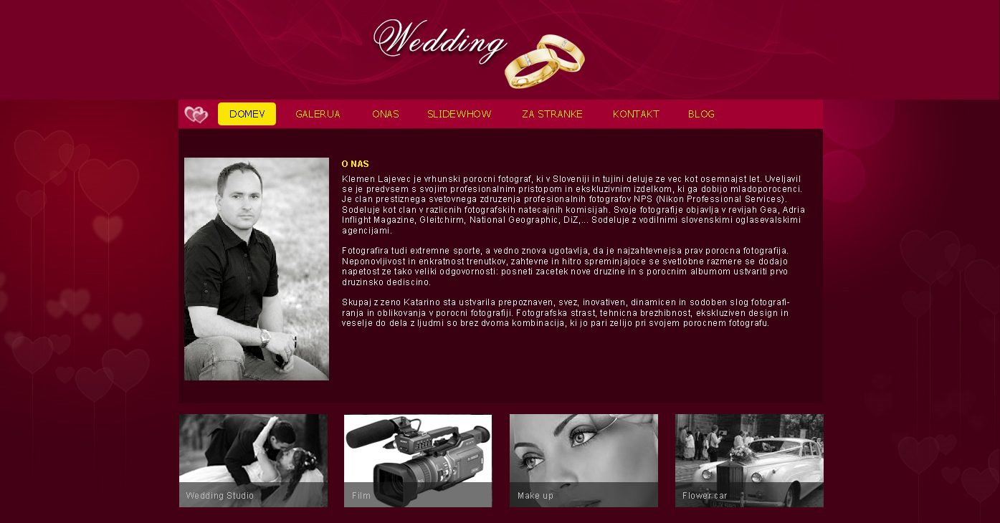 Wedding
DOMEV GALERUA ONAS SLIDEWHOW ZA STRANKE KONTAKT BLOG
O NAS
Klemen Lajevec je vrhunski porocni fotograf, ki v Sloveniji in tujini deluje ze vec kot osemnajst let. Uveljavil
se je predvsem s svojim profesionalnim pristopom in ekskluzivnim izdelkom, ki ga dobijo mladoporocenci.
Je clan prestiznega svetovnega zdruzenja profesionalnih fotografov NPS (Nikon Professional Services).
Sodeluje kot clan v razlicnih fotografskih natecajnih komisijah. Svoje fotografije objavlja v revijah Gea, Adria
Inflight Magazine, Gleitchirm, National Geographic, DiZ,... Sodeluje z vodilnimi slovenskimi oglasevalskimi
agencijami.
Fotografira tudi extremne sporte, a vedno znova ugotavlja, da je najzahtevnejsa prav porocna fotografija.
Neponovljivost in enkratnost trenutkov, zahtevne in hitro spreminjajoce se svetlobne razmere se dodajo
napetost ze tako veliki odgovornosti: posneti zacetek nove druzine in s porocnim albumom ustvariti prvo
druzinsko dediscino.
Skupaj z zeno Katarino sta ustvarila prepoznaven, svez, inovativen, dinamicen in sodoben slog fotografi-
ranja in oblikovanja v porocni fotografiji. Fotografska strast, tehnicna brezhibnost, ekskluziven design in
veselje do dela z ljudmi so brez dvoma kombinacija, ki jo pari zelijo pri svojem porocnem fotografu.
Wedding Studio
Film
Make up
Flower car